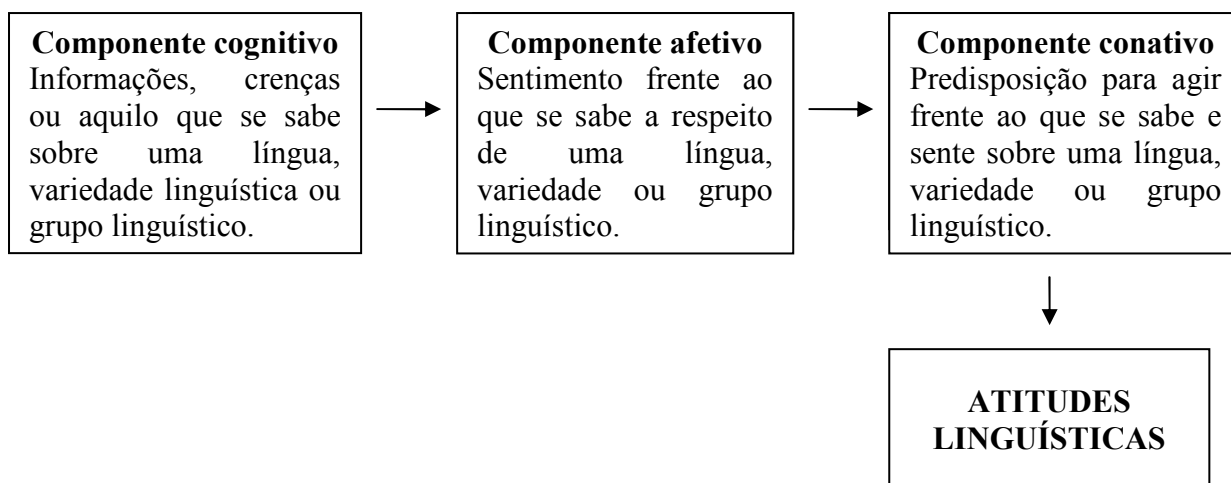 Componente cognitivo
Informações, crenças
ou aquilo que se sabe
sobre uma língua,
variedade linguística ou
grupo linguístico.
Componente afetivo
Sentimento frente ao
que se sabe a respeito
de uma língua,
variedade ou grupo
linguístico.
Componente conativo
Predisposição para agir
frente ao que se sabe e
sente sobre uma língua,
variedade ou grupo
linguístico.
ATITUDES
LINGUÍSTICAS